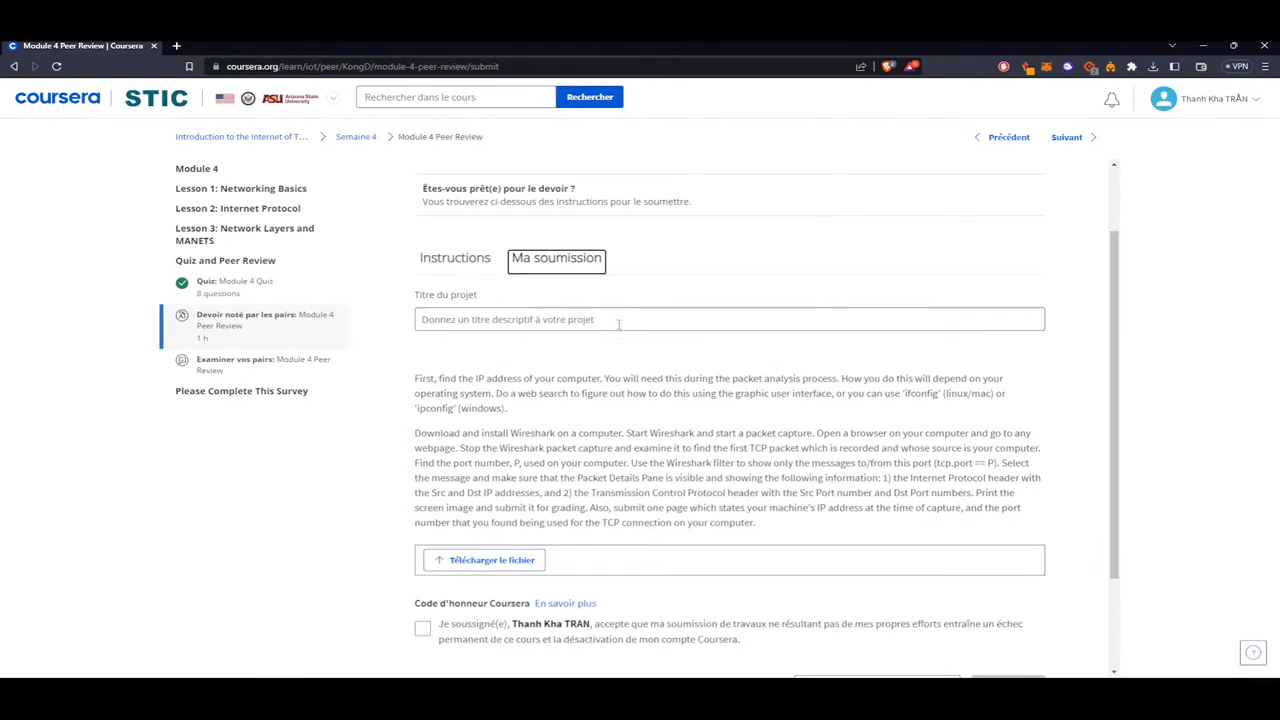 Module 4 Peer Review | Coursera
coursera.org/learn/iot/peer/KongD/module-4-peer-review/submit
VPN
coursera
STIC
ASU Arizona State University
Rechercher dans le cours
Rechercher
Thanh Kha TRẦN
Introduction to the Internet of T...
Semaine 4
Module 4 Peer Review
Précédent
Suivant
Module 4
Lesson 1: Networking Basics
Lesson 2: Internet Protocol
Lesson 3: Network Layers and
MANETS
Quiz and Peer Review
Quiz: Module 4 Quiz
8 questions
Devoir noté par les pairs: Module 4
Peer Review
1 h
Examiner vos pairs: Module 4 Peer
Review
Please Complete This Survey
Êtes-vous prêt(e) pour le devoir ?
Vous trouverez ci-dessous des instructions pour le soumettre.
Instructions
Ma soumission
Titre du projet
Donnez un titre descriptif à votre projet
First, find the IP address of your computer. You will need this during the packet analysis process. How you do this will depend on your
operating system. Do a web search to figure out how to do this using the graphic user interface, or you can use 'ifconfig' (linux/mac) or
'ipconfig' (windows).
Download and install Wireshark on a computer. Start Wireshark and start a packet capture. Open a browser on your computer and go to any
webpage. Stop the Wireshark packet capture and examine it to find the first TCP packet which is recorded and whose source is your computer.
Find the port number, P, used on your computer. Use the Wireshark filter to show only the messages to/from this port (tcp.port == P). Select
the message and make sure that the Packet Details Pane is visible and showing the following information: 1) the Internet Protocol header with
the Src and Dst IP addresses, and 2) the Transmission Control Protocol header with the Src Port number and Dst Port numbers. Print the
screen image and submit it for grading. Also, submit one page which states your machine's IP address at the time of capture, and the port
number that you found being used for the TCP connection on your computer.
Télécharger le fichier
Code d'honneur Coursera En savoir plus
Je soussigné(e), Thanh Kha TRAN, accepte que ma soumission de travaux ne résultant pas de mes propres efforts entraîne un échec
permanent de ce cours et la désactivation de mon compte Coursera.